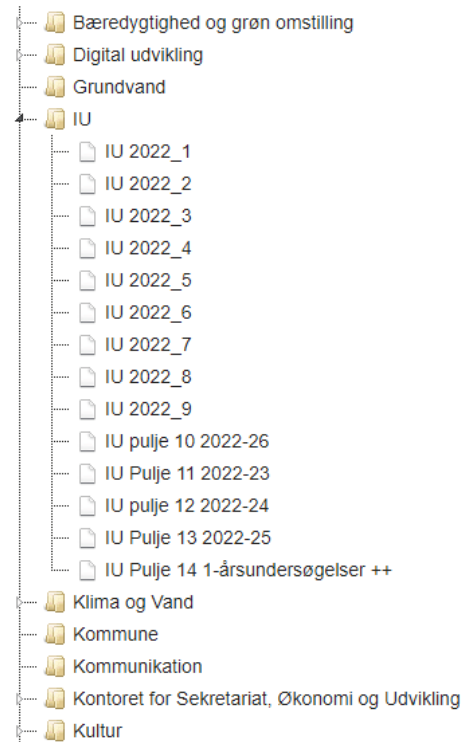 Bæredygtighed og grøn omstilling
Digital udvikling
Grundvand
IU
IU 2022_1
IU 2022_2
IU 2022_3
IU 2022_4
IU 2022_5
IU 2022_6
IU 2022_7
IU 2022_8
IU 2022_9
IU pulje 10 2022-26
IU Pulje 11 2022-23
IU pulje 12 2022-24
IU Pulje 13 2022-25
IU Pulje 14 1-årsundersøgelser ++
Klima og Vand
Kommune
Kommunikation
Kontoret for Sekretariat, Økonomi og Udvikling
Kultur